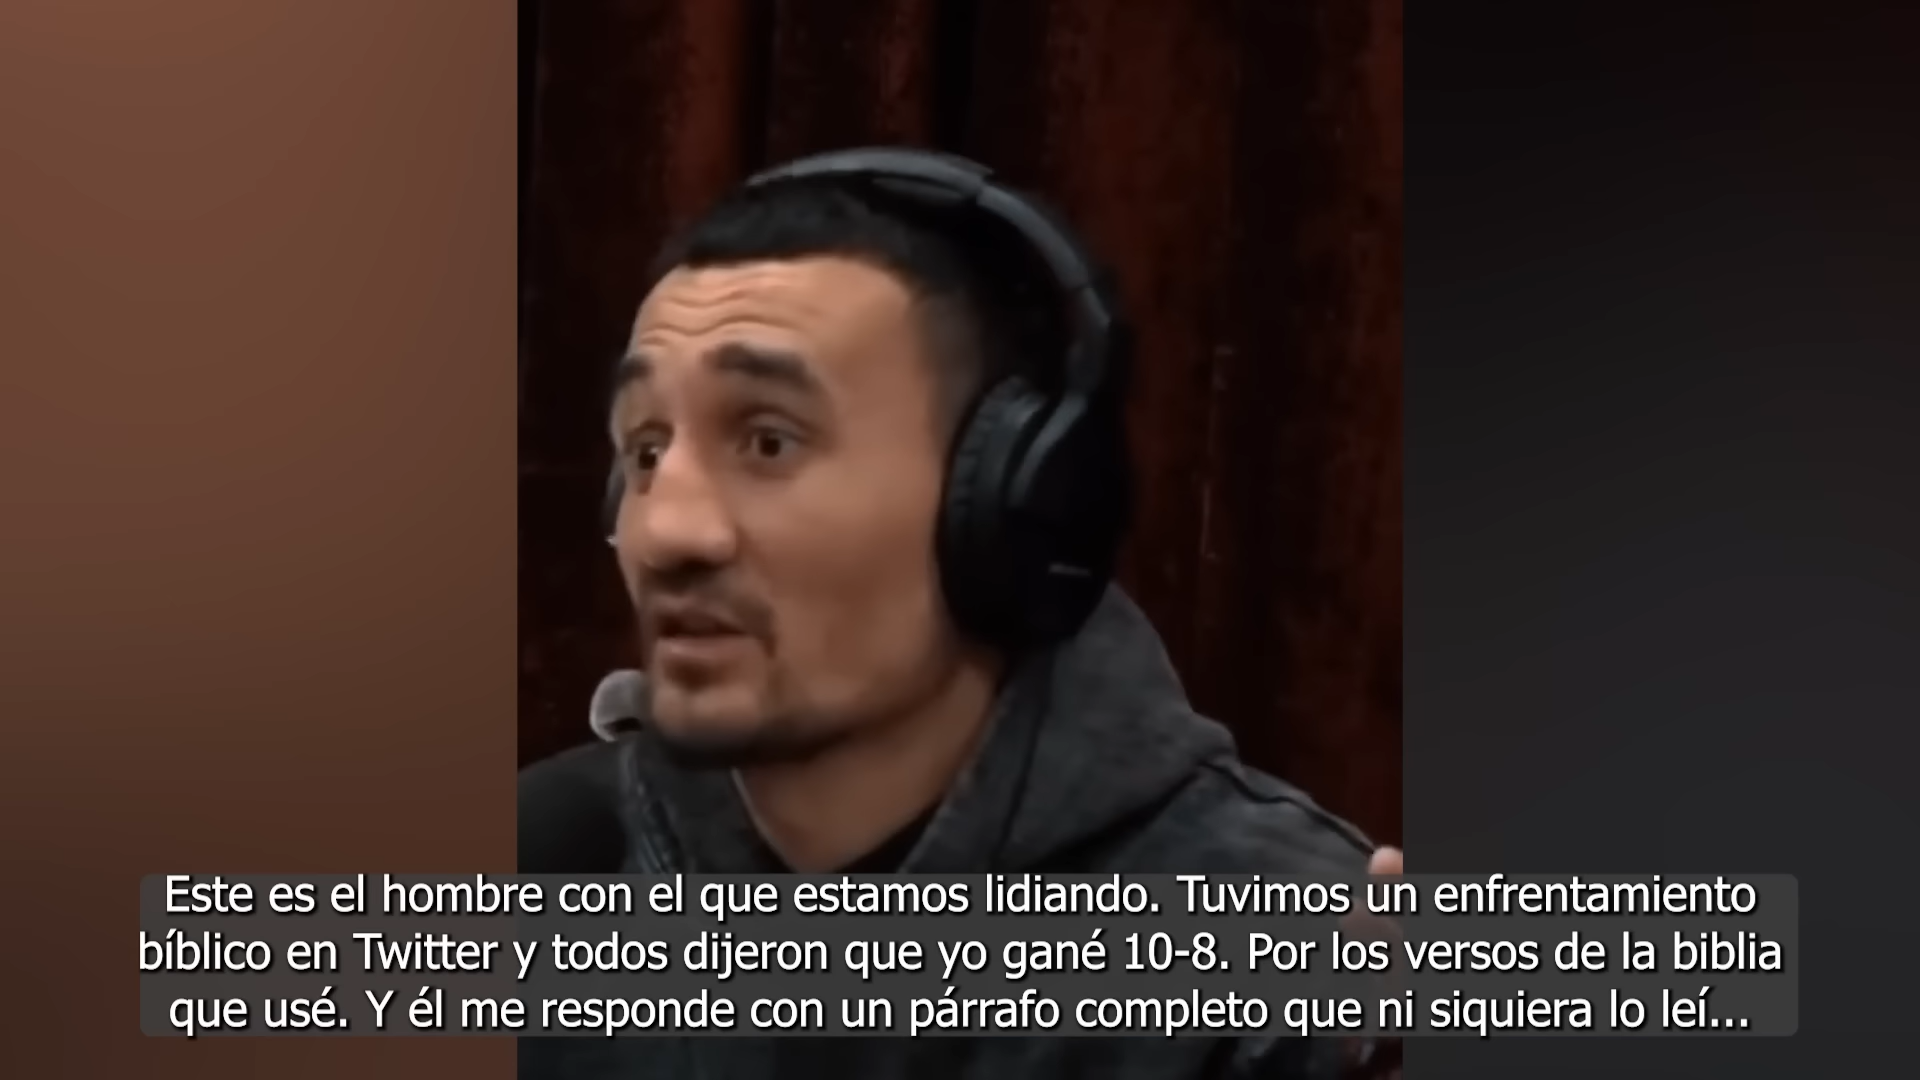 Este es el hombre con el que estamos lidiando. Tuvimos un enfrentamiento
bíblico en Twitter y todos dijeron que yo gané 10-8. Por los versos de la biblia
que usé. Y él me responde con un párrafo completo que ni siquiera lo leí...